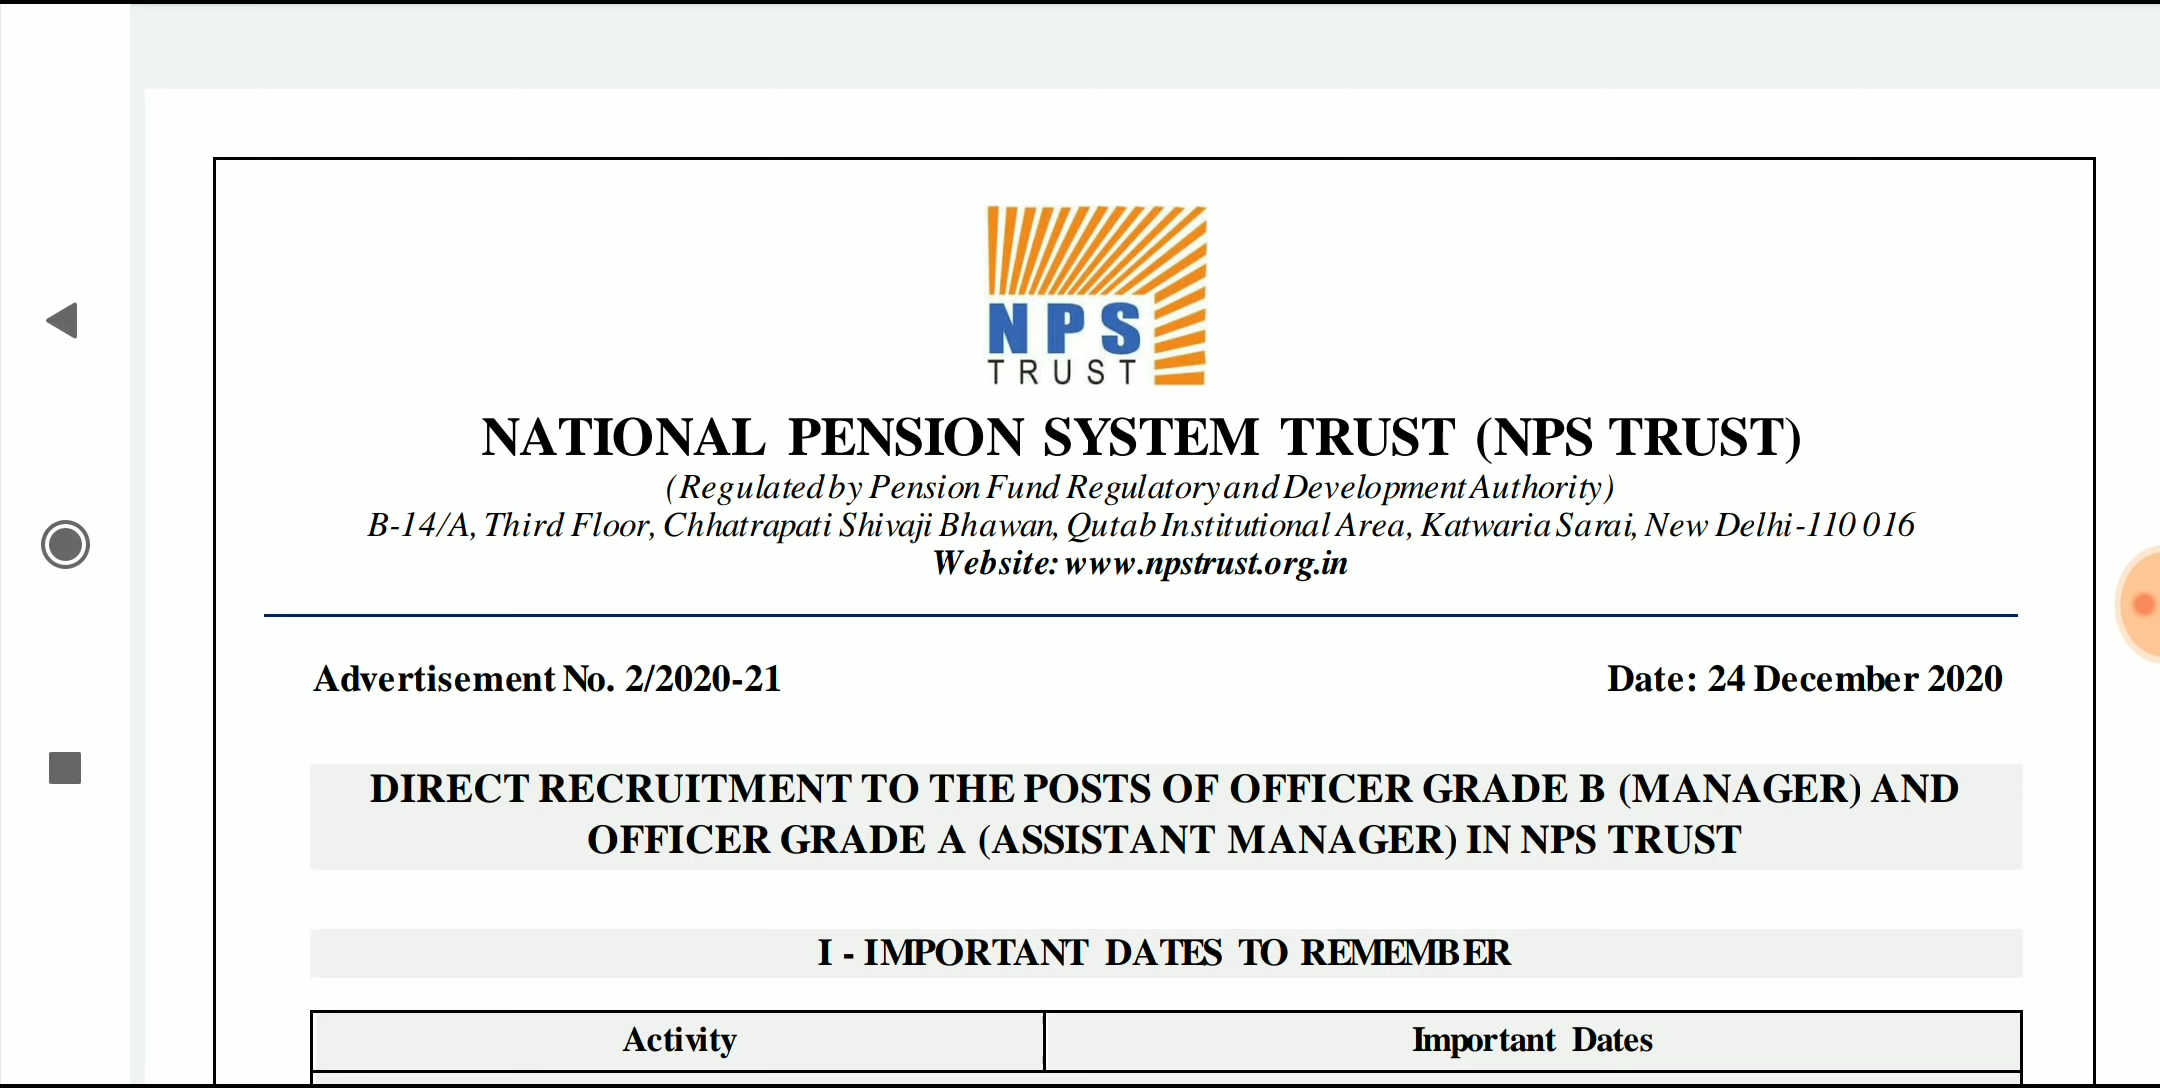 NPS
TRUST
NATIONAL PENSION SYSTEM TRUST (NPS TRUST)
(Regulated by Pension Fund Regulatory and Development Authority)
B-14/A, Third Floor, Chhatrapati Shivaji Bhawan, Qutab Institutional Area, Katwaria Sarai, New Delhi-110 016
Website: www.npstrust.org.in
Advertisement No. 2/2020-21 Date: 24 December 2020
DIRECT RECRUITMENT TO THE POSTS OF OFFICER GRADE B (MANAGER) AND
OFFICER GRADE A (ASSISTANT MANAGER) IN NPS TRUST
I - IMPORTANT DATES TO REMEMBER
Activity Important Dates